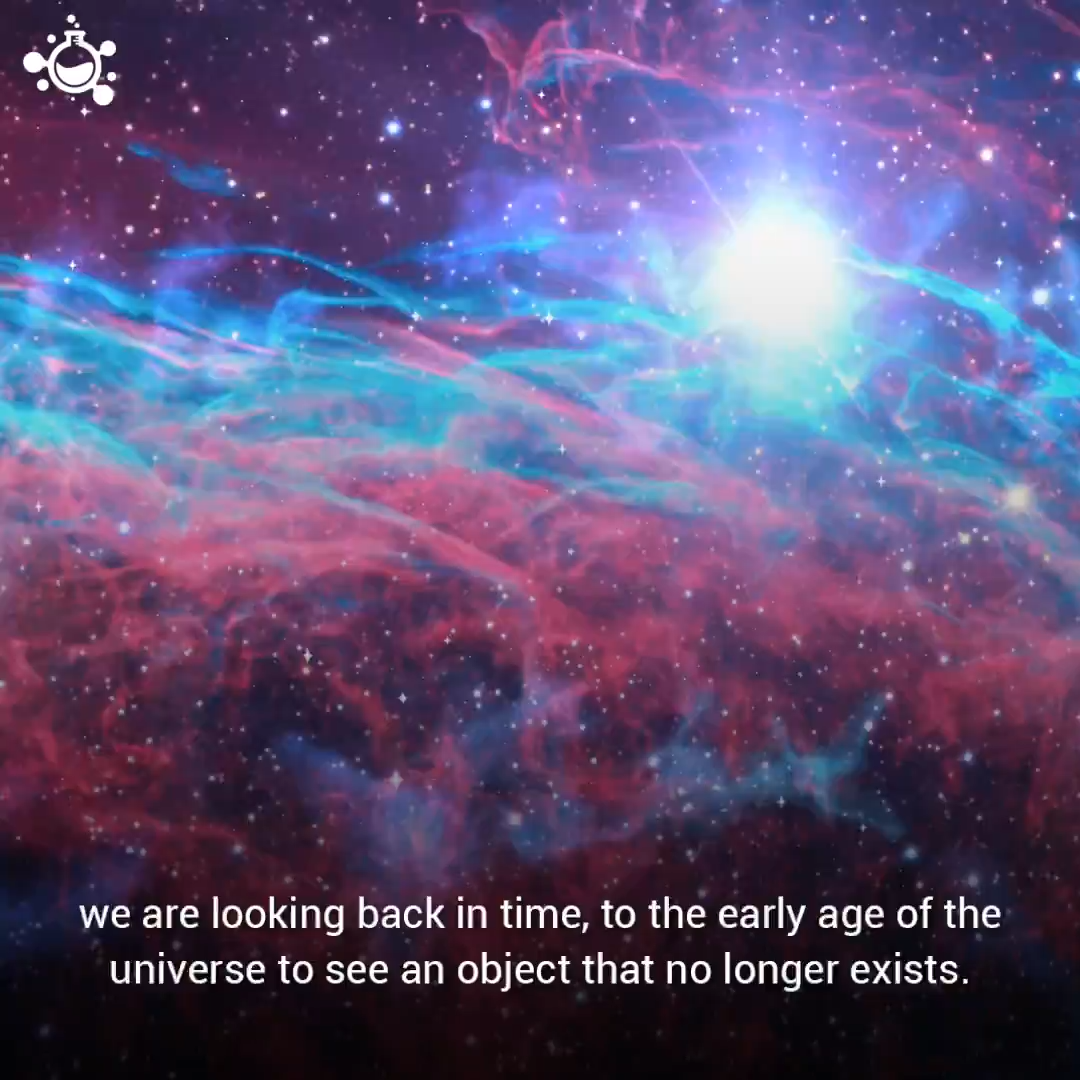 we are looking back in time, to the early age of the
universe to see an object that no longer exists.